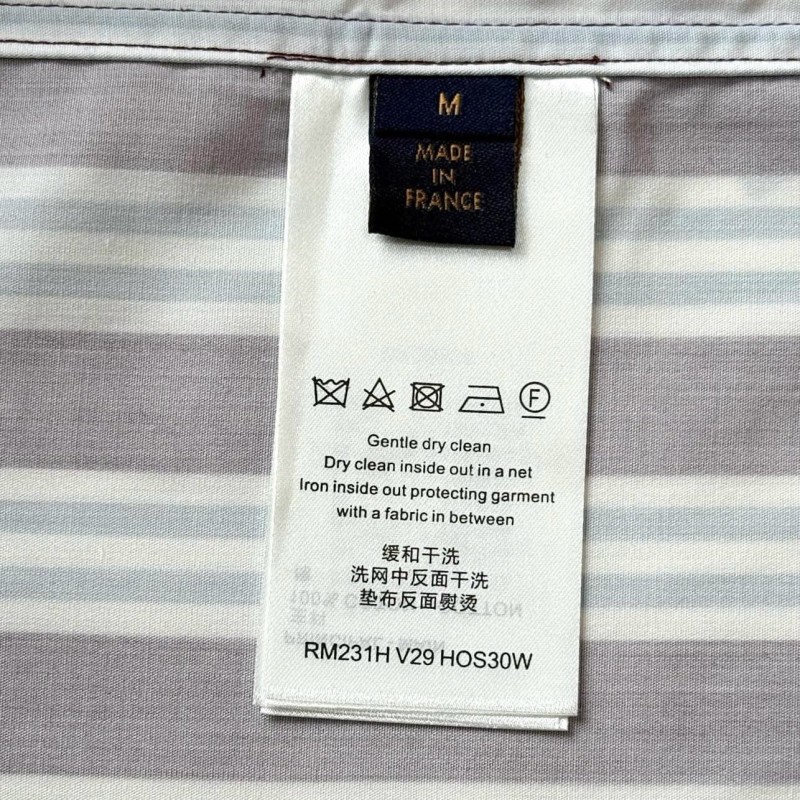 M
MADE
IN
FRANCE
F
Gentle dry clean
Dry clean inside out in a net
Iron inside out protecting garment
with a fabric in between
缓和干洗
洗网中反面干洗
垫布反面熨烫
RM231H V29 HOS30W